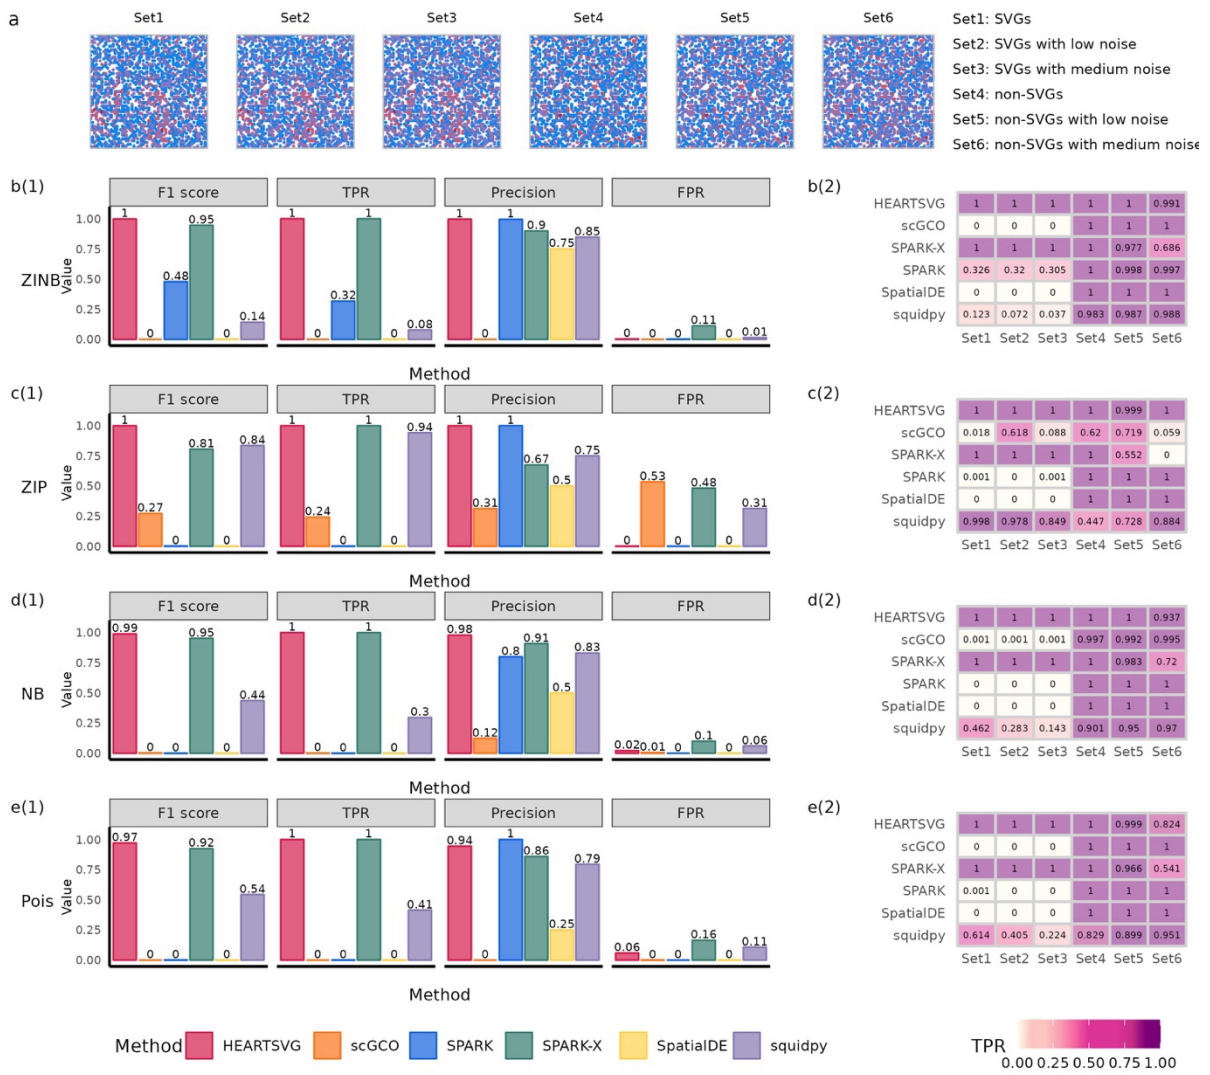 a
Set1 Set2 Set3 Set4 Set5 Set6
Set1: SVGs
Set2: SVGs with low noise
Set3: SVGs with medium noise
Set4: non-SVGs
Set5: non-SVGs with low noise
Set6: non-SVGs with medium noise
b(1)
F1 score TPR Precision FPR
ZINB
Value
1.00
0.75
0.50
0.25
0.00
1 0 0.48 0.95 0 0.14
1 0 0.32 1 0 0.08
1 0 1 0.9 0.75 0.85
0 0 0 0.11 0 0.01
Method
b(2)
HEARTSVG 1 1 1 1 1 0.991
scGCO 0 0 0 1 1 1
SPARK-X 1 1 1 1 0.977 0.686
SPARK 0.326 0.32 0.305 1 0.998 0.997
SpatialDE 0 0 0 1 1 1
squidpy 0.123 0.072 0.037 0.983 0.987 0.988
Set1 Set2 Set3 Set4 Set5 Set6
c(1)
F1 score TPR Precision FPR
ZIP
Value
1.00
0.75
0.50
0.25
0.00
1 0.27 0 0.81 0 0.84
1 0.24 0 1 0 0.94
1 0.31 1 0.67 0.5 0.75
0 0.53 0 0.48 0 0.31
Method
c(2)
HEARTSVG 1 1 1 1 0.999 1
scGCO 0.018 0.618 0.088 0.62 0.719 0.059
SPARK-X 1 1 1 1 0.552 0
SPARK 0.001 0 0.001 1 1 1
SpatialDE 0 0 0 1 1 1
squidpy 0.998 0.978 0.849 0.447 0.728 0.884
Set1 Set2 Set3 Set4 Set5 Set6
d(1)
F1 score TPR Precision FPR
NB
Value
1.00
0.75
0.50
0.25
0.00
0.99 0 0 0.95 0 0.44
1 0 0 1 0 0.3
0.98 0.12 0.8 0.91 0.5 0.83
0.02 0.01 0 0.1 0 0.06
Method
d(2)
HEARTSVG 1 1 1 1 1 0.937
scGCO 0.001 0.001 0.001 0.997 0.992 0.995
SPARK-X 1 1 1 1 0.983 0.72
SPARK 0 0 0 1 1 1
SpatialDE 0 0 0 1 1 1
squidpy 0.462 0.283 0.143 0.901 0.95 0.97
Set1 Set2 Set3 Set4 Set5 Set6
e(1)
F1 score TPR Precision FPR
Pois
Value
1.00
0.75
0.50
0.25
0.00
0.97 0 0 0.92 0 0.54
1 0 0 1 0 0.41
0.94 0 1 0.86 0.25 0.79
0.06 0 0 0.16 0 0.11
Method
e(2)
HEARTSVG 1 1 1 1 0.999 0.824
scGCO 0 0 0 1 1 1
SPARK-X 1 1 1 1 0.966 0.541
SPARK 0.001 0 0 1 1 1
SpatialDE 0 0 0 1 1 1
squidpy 0.614 0.405 0.224 0.829 0.899 0.951
Set1 Set2 Set3 Set4 Set5 Set6
Method HEARTSVG scGCO SPARK SPARK-X SpatialDE squidpy
TPR
0.00 0.25 0.50 0.75 1.00